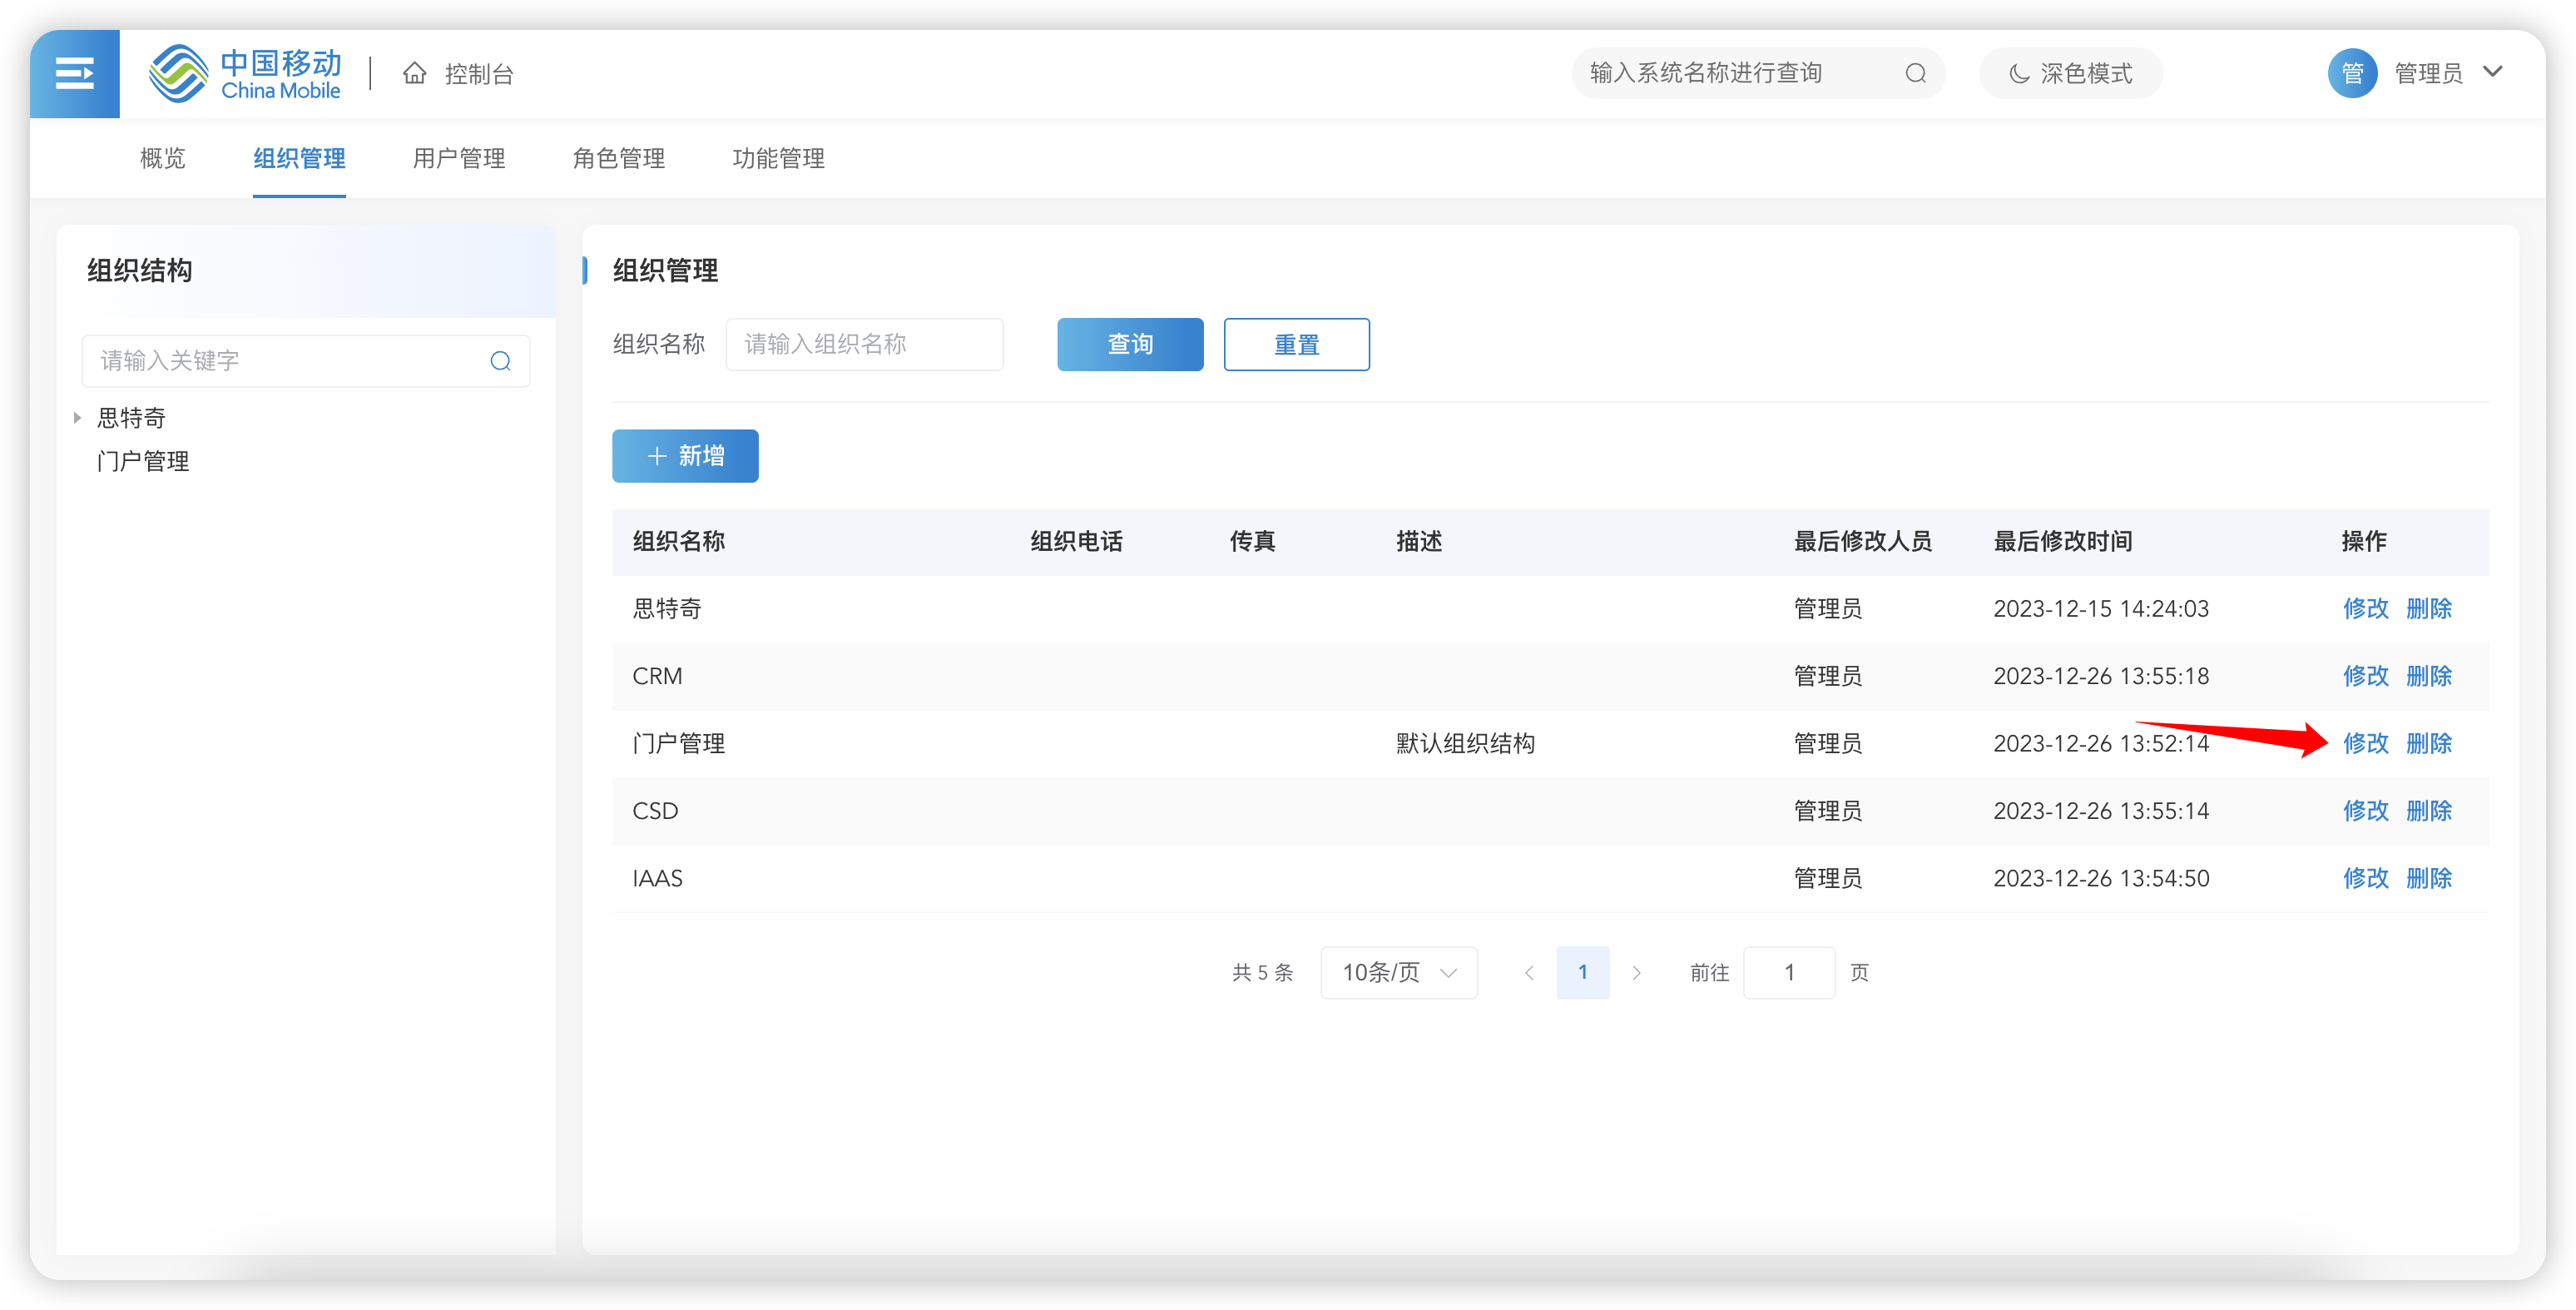 中国移动
China Mobile
控制台
输入系统名称进行查询
深色模式
管
管理员
概览 组织管理 用户管理 角色管理 功能管理
组织结构
请输入关键字
思特奇
门户管理
组织管理
组织名称 请输入组织名称 查询 重置
新增
组织名称 组织电话 传真 描述 最后修改人员 最后修改时间 操作
思特奇 管理员 2023-12-15 14:24:03 修改 删除
CRM 管理员 2023-12-26 13:55:18 修改 删除
门户管理 默认组织结构 管理员 2023-12-26 13:52:14 修改 删除
CSD 管理员 2023-12-26 13:55:14 修改 删除
IAAS 管理员 2023-12-26 13:54:50 修改 删除
共 5 条 10条/页 1 前往 1 页